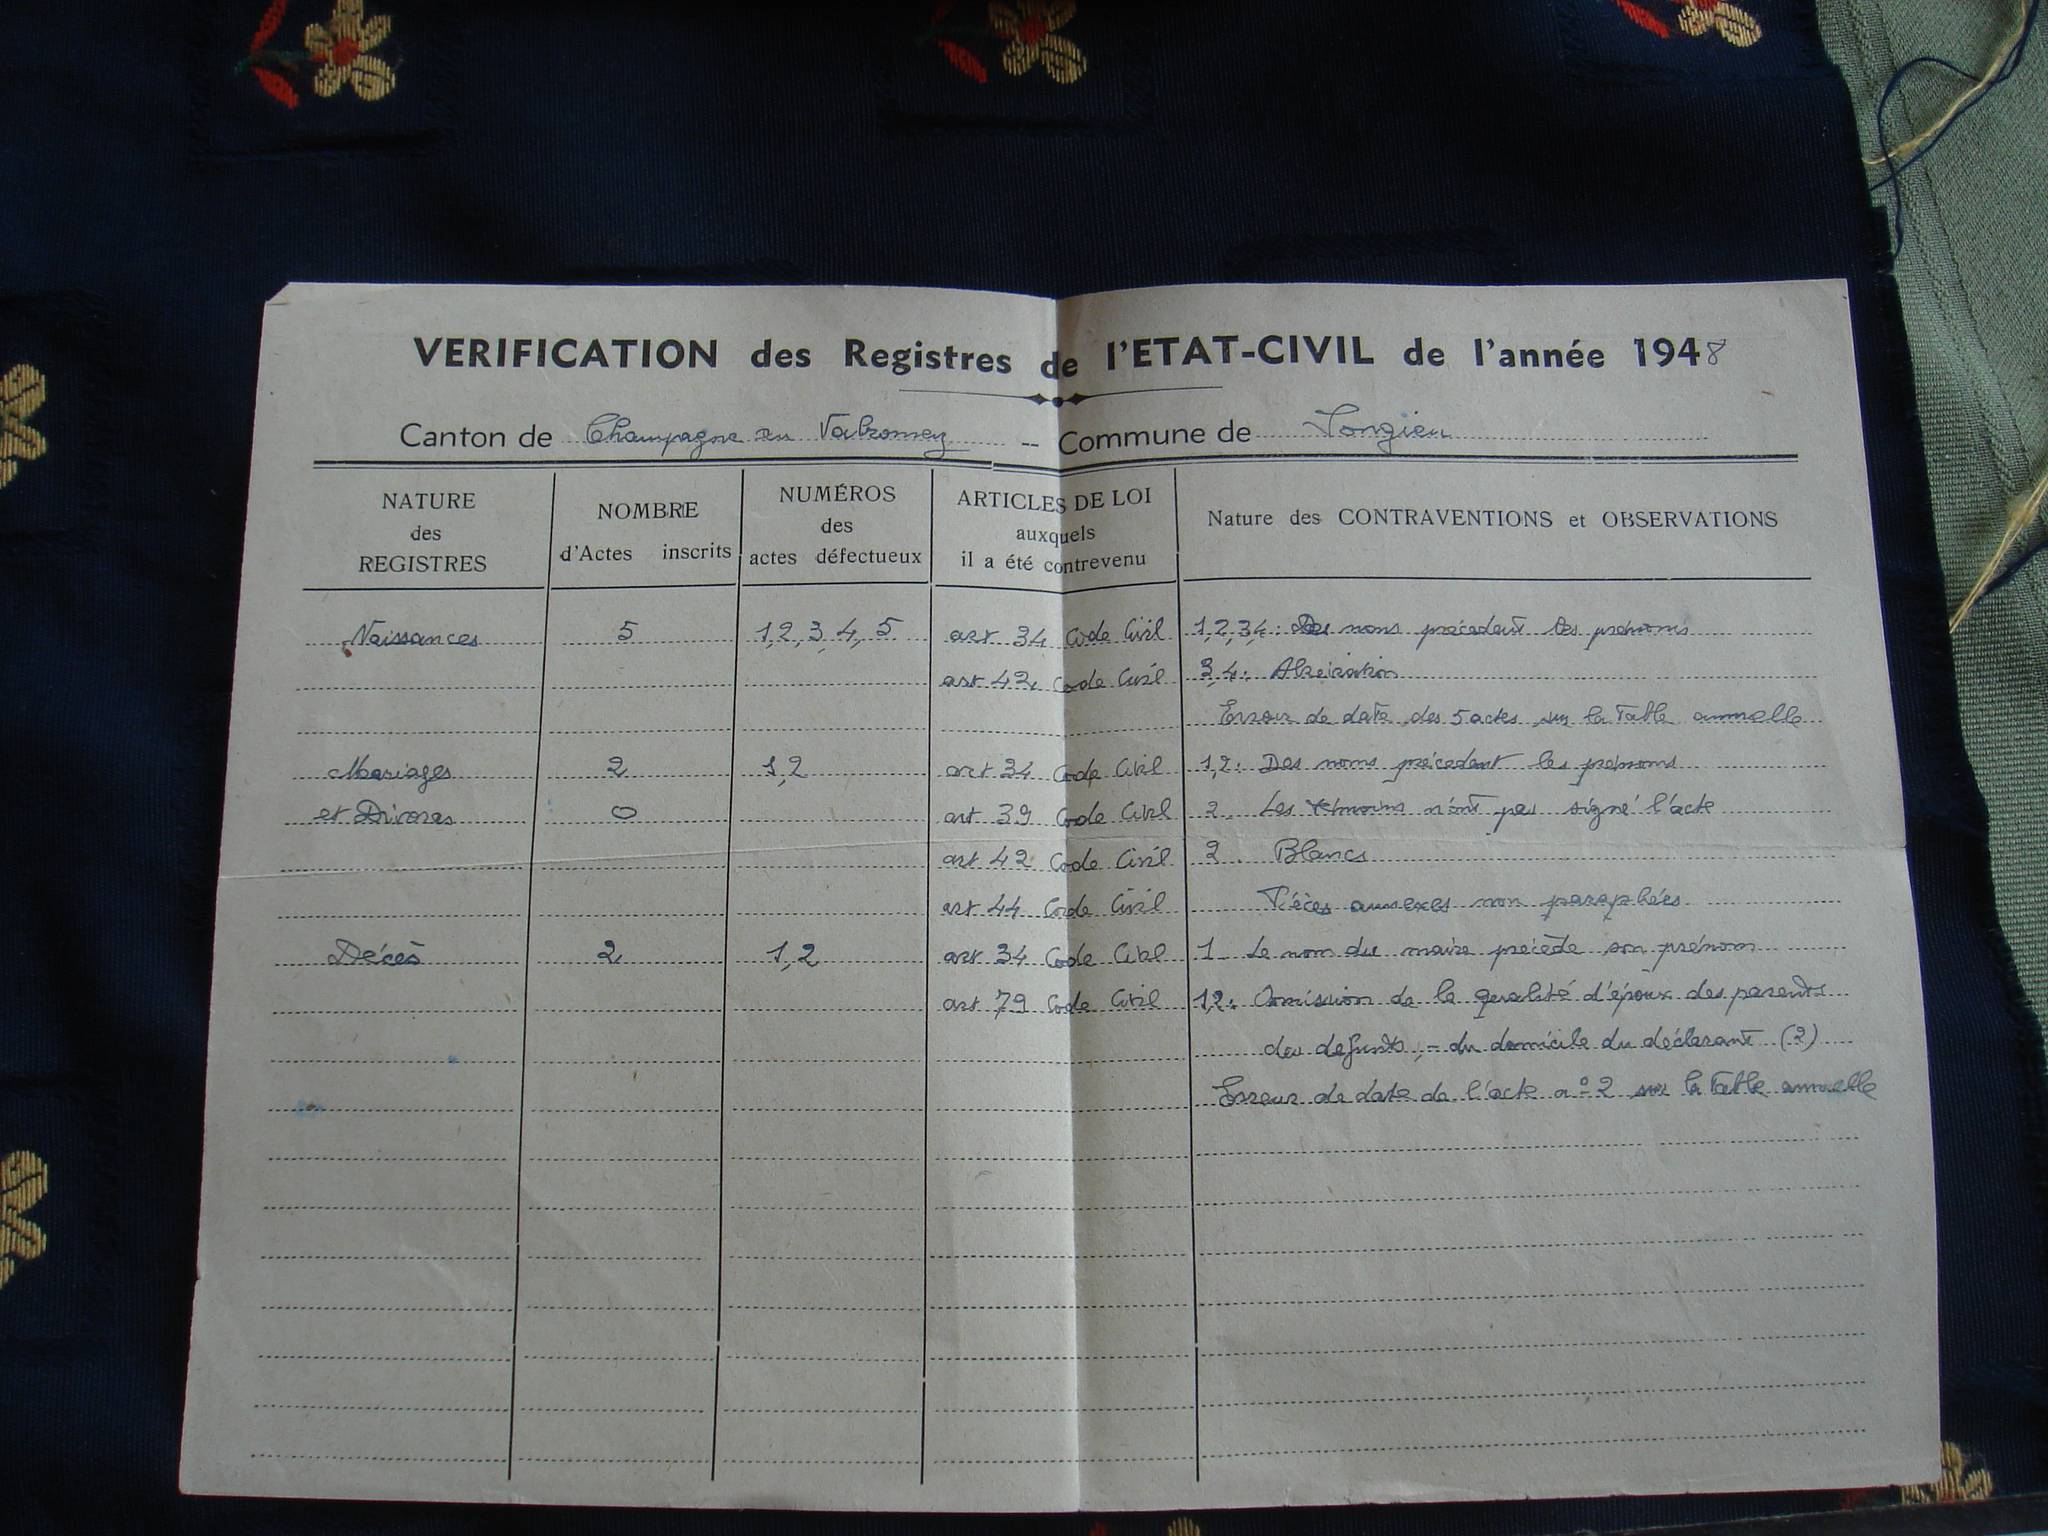 VERIFICATION des Registres de l'ETAT-CIVIL de l'année 1948
Canton de Champagne en Valromey -- Commune de Songieu
NATURE des REGISTRES
NOMBRE d'Actes inscrits
NUMÉROS des actes défectueux
ARTICLES DE LOI auxquels il a été contrevenu
Nature des CONTRAVENTIONS et OBSERVATIONS
Naissances 5 1,2,3,4,5 art 34 Code Civil 1,2,3,4: Des noms précèdent les prénoms
art 42 Code Civil 3,4: Altération
Erreur de date des 5 actes sur la Table annuelle
Mariages 2 1,2 art 34 Code Civil 1,2: Des noms précèdent les prénoms
et Divorces 0 art 39 Code Civil 2. Les témoins n'ont pas signé l'acte
art 42 Code Civil 2. Blancs
art 44 Code Civil Pièces annexes non paraphées
Décès 2 1,2 art 34 Code Civil 1. Le nom du maire précède son prénom
art 79 Code Civil 1,2: Omission de la qualité d'époux des parents
des défunts, - du domicile du déclarant (2)
Erreur de date de l'acte nº 2 sur la Table annuelle